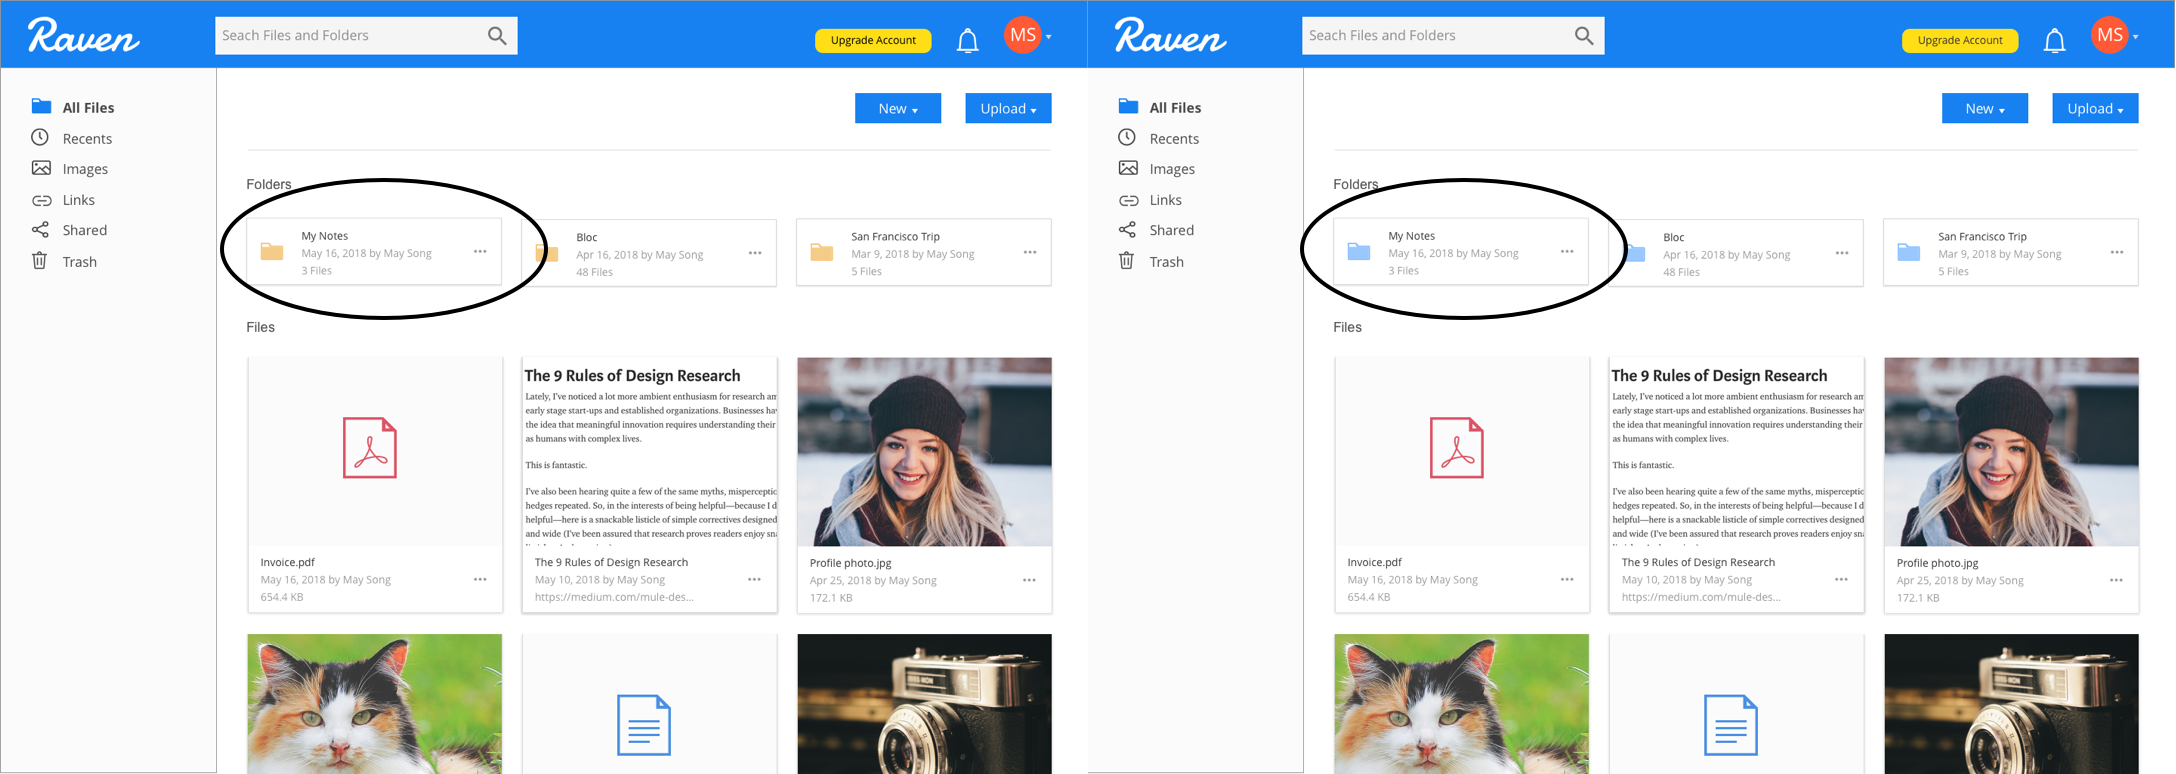 Raven
Seach Files and Folders
Upgrade Account
MS
All Files
Recents
Images
Links
Shared
Trash
New
Upload
Folders
My Notes
May 16, 2018 by May Song
3 Files
Bloc
Apr 16, 2018 by May Song
48 Files
San Francisco Trip
Mar 9, 2018 by May Song
5 Files
Files
Invoice.pdf
May 16, 2018 by May Song
654.4 KB
The 9 Rules of Design Research
Lately, I've noticed a lot more ambient enthusiasm for research
early stage start-ups and established organizations. Businesses
the idea that meaningful innovation requires understanding their
as humans with complex lives.
This is fantastic.
I've also been hearing quite a few of the same myths,
hedges repeated. So, in the interests of being helpful—because I
helpful—here is a snackable listicle of simple correctives designed
and wide (I've been assured that research proves readers enjoy
The 9 Rules of Design Research
May 10, 2018 by May Song
https://medium.com/mule-des...
Profile photo.jpg
Apr 25, 2018 by May Song
172.1 KB
Raven
Seach Files and Folders
Upgrade Account
MS
All Files
Recents
Images
Links
Shared
Trash
New
Upload
Folders
My Notes
May 16, 2018 by May Song
3 Files
Bloc
Apr 16, 2018 by May Song
48 Files
San Francisco Trip
Mar 9, 2018 by May Song
5 Files
Files
Invoice.pdf
May 16, 2018 by May Song
654.4 KB
The 9 Rules of Design Research
Lately, I've noticed a lot more ambient enthusiasm for research
early stage start-ups and established organizations. Businesses
the idea that meaningful innovation requires understanding their
as humans with complex lives.
This is fantastic.
I've also been hearing quite a few of the same myths,
hedges repeated. So, in the interests of being helpful—because I
helpful—here is a snackable listicle of simple correctives designed
and wide (I've been assured that research proves readers enjoy
The 9 Rules of Design Research
May 10, 2018 by May Song
https://medium.com/mule-des...
Profile photo.jpg
Apr 25, 2018 by May Song
172.1 KB